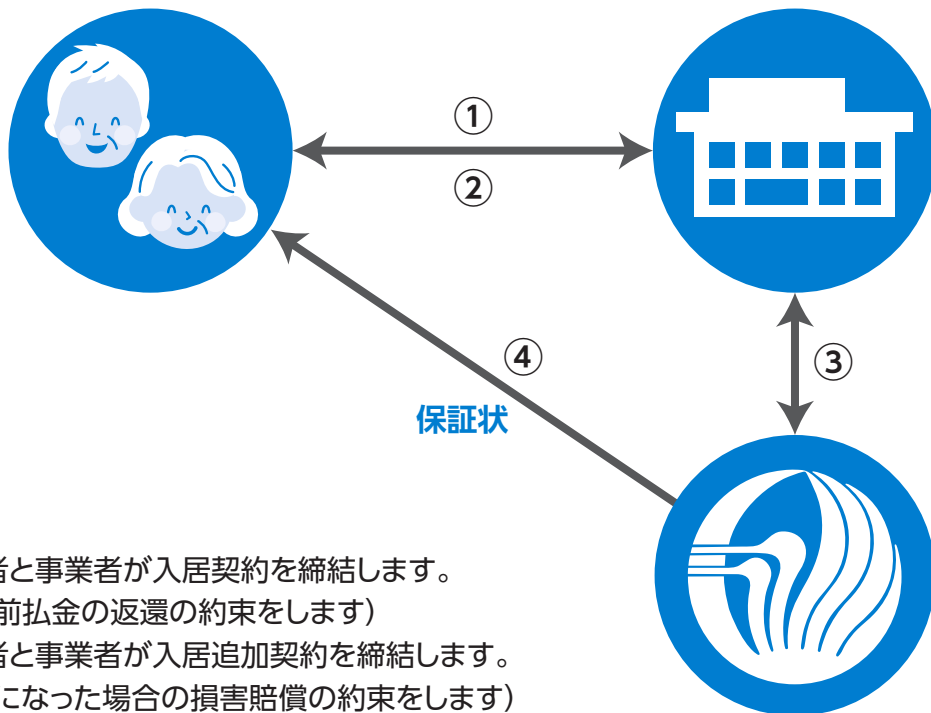 ①
②
③
④
保証状
者と事業者が入居契約を締結します。
前払金の返還の約束をします）
者と事業者が入居追加契約を締結します。
になった場合の損害賠償の約束をします）